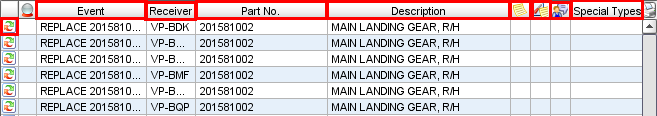 Event Receiver Part No. Description Special Types
REPLACE 2015810... VP-BDK 201581002 MAIN LANDING GEAR, R/H
REPLACE 2015810... VP-B... 201581002 MAIN LANDING GEAR, R/H
REPLACE 2015810... VP-B... 201581002 MAIN LANDING GEAR, R/H
REPLACE 2015810... VP-BMF 201581002 MAIN LANDING GEAR, R/H
REPLACE 2015810... VP-B... 201581002 MAIN LANDING GEAR, R/H
REPLACE 2015810... VP-BQP 201581002 MAIN LANDING GEAR, R/H